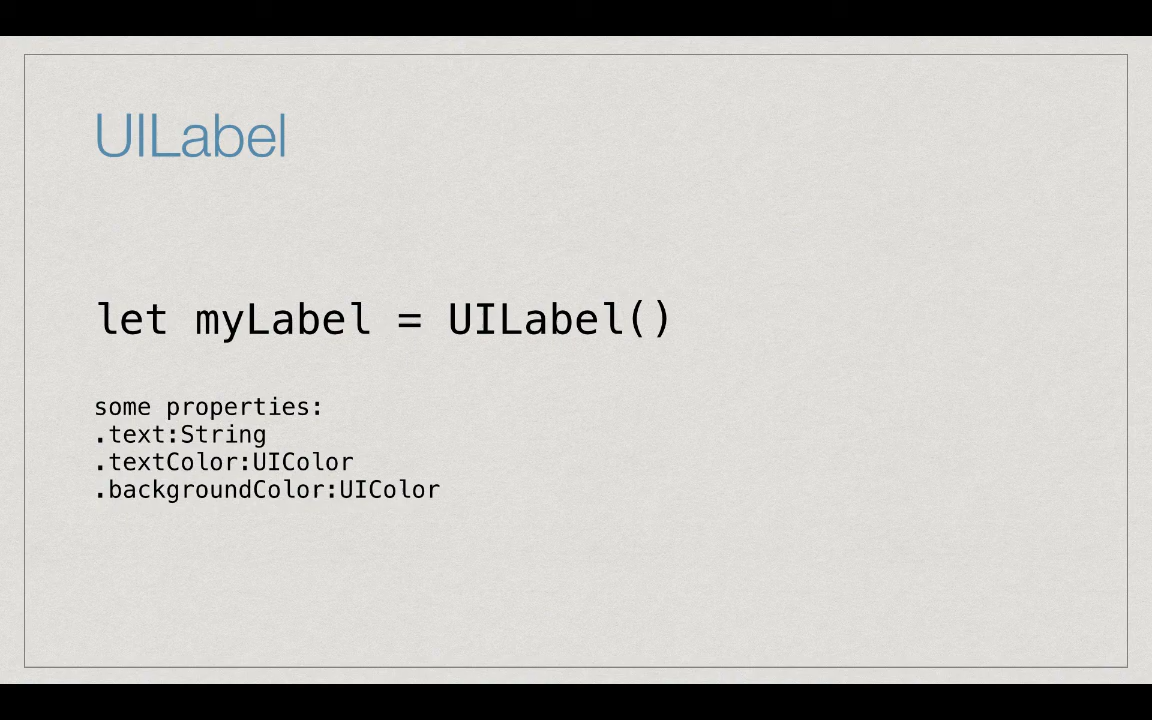 UILabel
let myLabel = UILabel()
some properties:
.text:String
.textColor:UIColor
.backgroundColor:UIColor